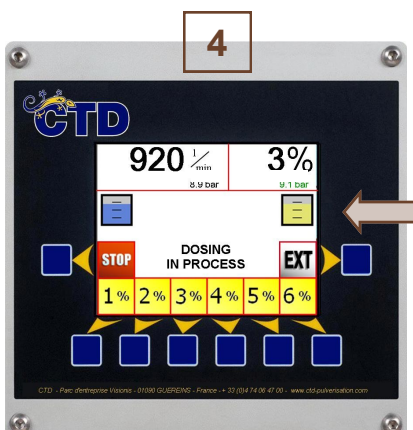 4
CTD
920 l/min 3%
8.9 bar 9.1 bar
STOP DOSING IN PROCESS EXT
1 % 2 % 3 % 4 % 5 % 6 %
CTD - Parc d'entreprise Visionis - 01090 GUEREINS - France - + 33 (0)4 74 06 47 00 - www.ctd-pulverisation.com